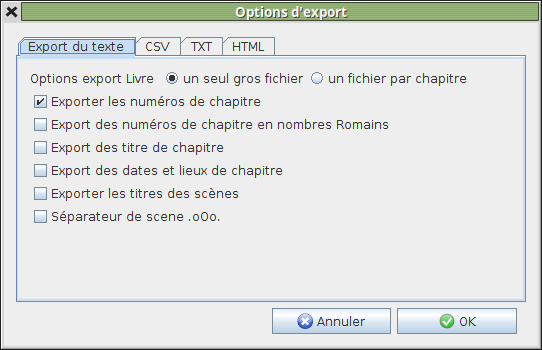 Options d'export
Export du texte CSV TXT HTML
Options export Livre un seul gros fichier un fichier par chapitre
Exporter les numéros de chapitre
Export des numéros de chapitre en nombres Romains
Export des titre de chapitre
Export des dates et lieux de chapitre
Exporter les titres des scènes
Séparateur de scene .oOo.
Annuler OK